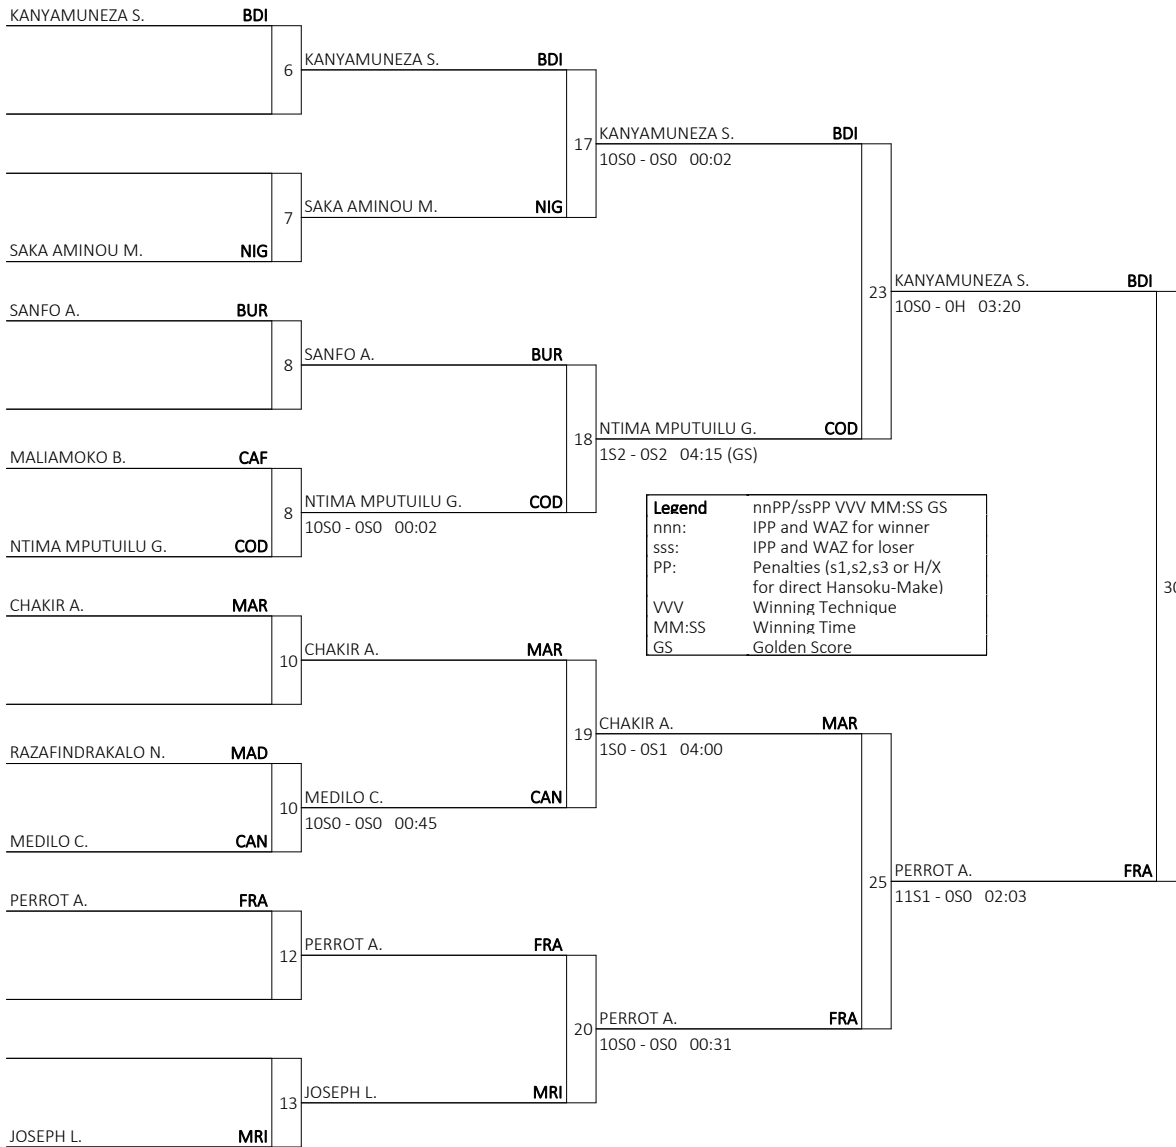 KANYAMUNEZA S. BDI
6 KANYAMUNEZA S. BDI
17 KANYAMUNEZA S. BDI
10S0 - 0S0 00:02
7 SAKA AMINOU M. NIG
SAKA AMINOU M. NIG
23 KANYAMUNEZA S. BDI
10S0 - 0H 03:20
SANFO A. BUR
8 SANFO A. BUR
18 NTIMA MPUTUILU G. COD
1S2 - 0S2 04:15 (GS)
MALIAMOKO B. CAF
8 NTIMA MPUTUILU G. COD
10S0 - 0S0 00:02
NTIMA MPUTUILU G. COD
Legend nnPP/ssPP VVV MM:SS GS
nnn: IPP and WAZ for winner
sss: IPP and WAZ for loser
PP: Penalties (s1,s2,s3 or H/X
for direct Hansoku-Make)
VVV Winning Technique
MM:SS Winning Time
GS Golden Score
30
CHAKIR A. MAR
10 CHAKIR A. MAR
19 CHAKIR A. MAR
1S0 - 0S1 04:00
RAZAFINDRAKALO N. MAD
10 MEDILO C. CAN
10S0 - 0S0 00:45
MEDILO C. CAN
25 PERROT A. FRA
11S1 - 0S0 02:03
PERROT A. FRA
12 PERROT A. FRA
20 PERROT A. FRA
10S0 - 0S0 00:31
13 JOSEPH L. MRI
JOSEPH L. MRI